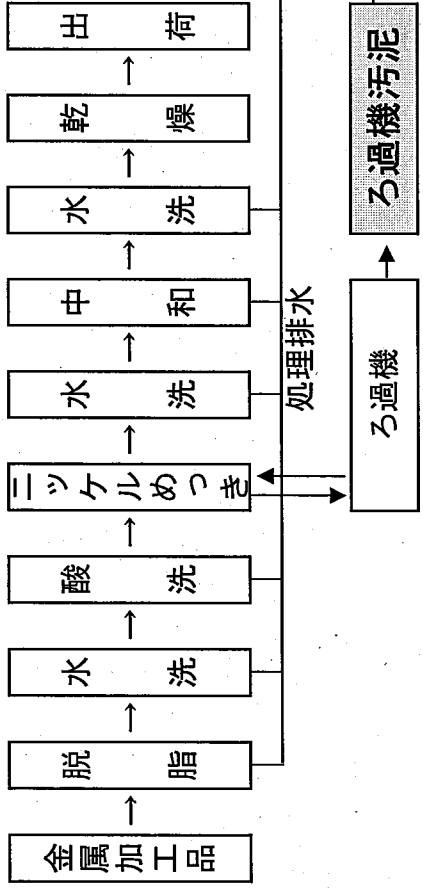 金属加工品
脱脂
水洗
酸洗
ニッケルめっき
水洗
中和
水洗
乾燥
出荷
処理排水
ろ過機
ろ過機汚泥